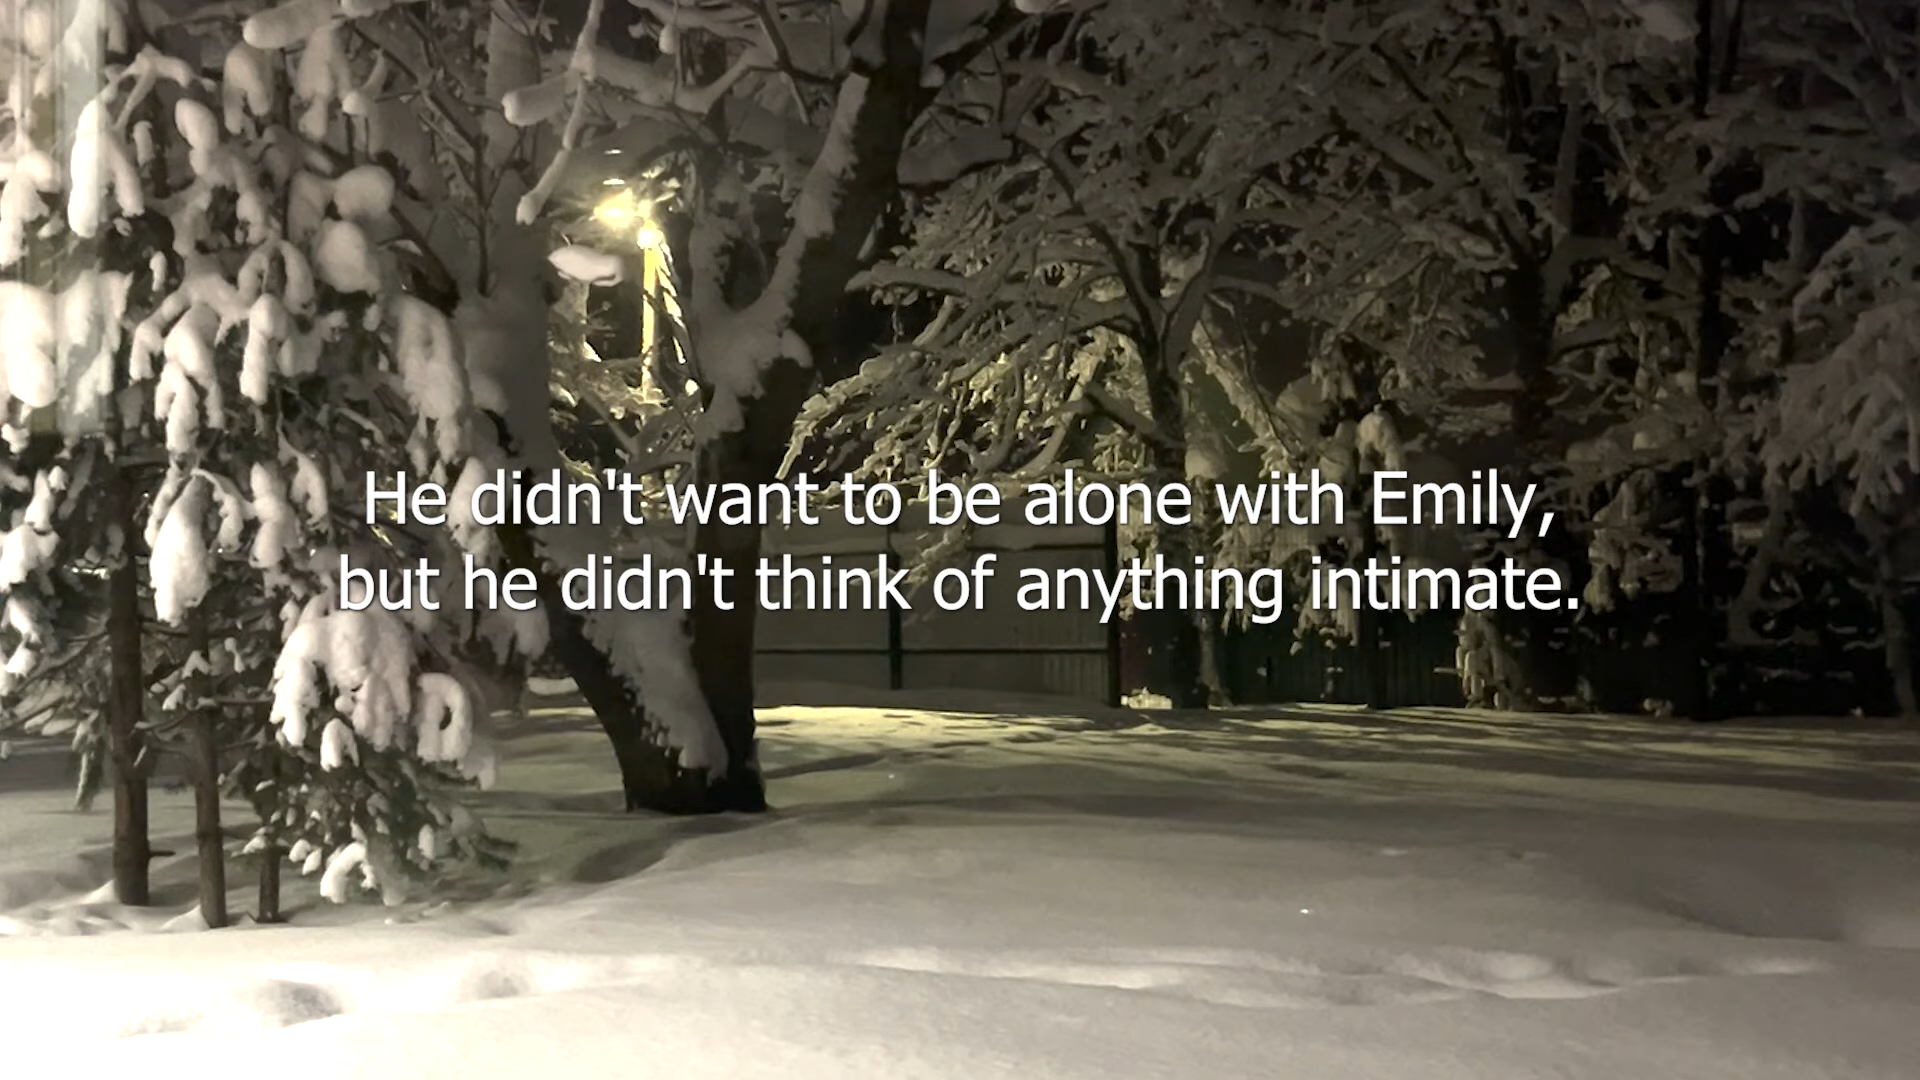 He didn't want to be alone with Emily,
but he didn't think of anything intimate.